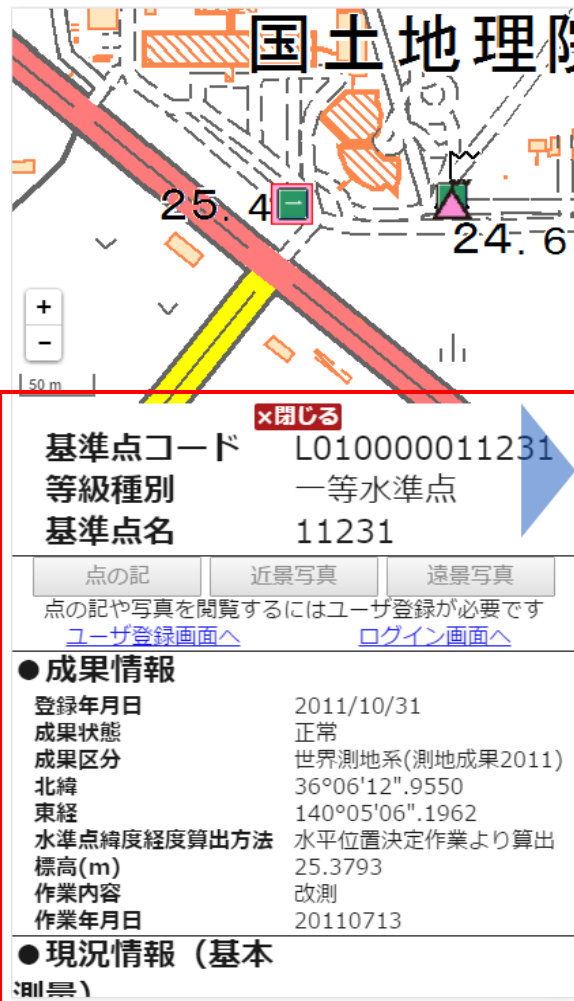 国土地理院
25.4
24.6
+
−
50 m
×閉じる
基準点コード L010000011231
等級種別 一等水準点
基準点名 11231
点の記 近景写真 遠景写真
点の記や写真を閲覧するにはユーザ登録が必要です
ユーザ登録画面へ ログイン画面へ
●成果情報
登録年月日 2011/10/31
成果状態 正常
成果区分 世界測地系(測地成果2011)
北緯 36°06'12".9550
東経 140°05'06".1962
水準点緯度経度算出方法 水平位置決定作業より算出
標高(m) 25.3793
作業内容 改測
作業年月日 20110713
●現況情報（基本
測量）